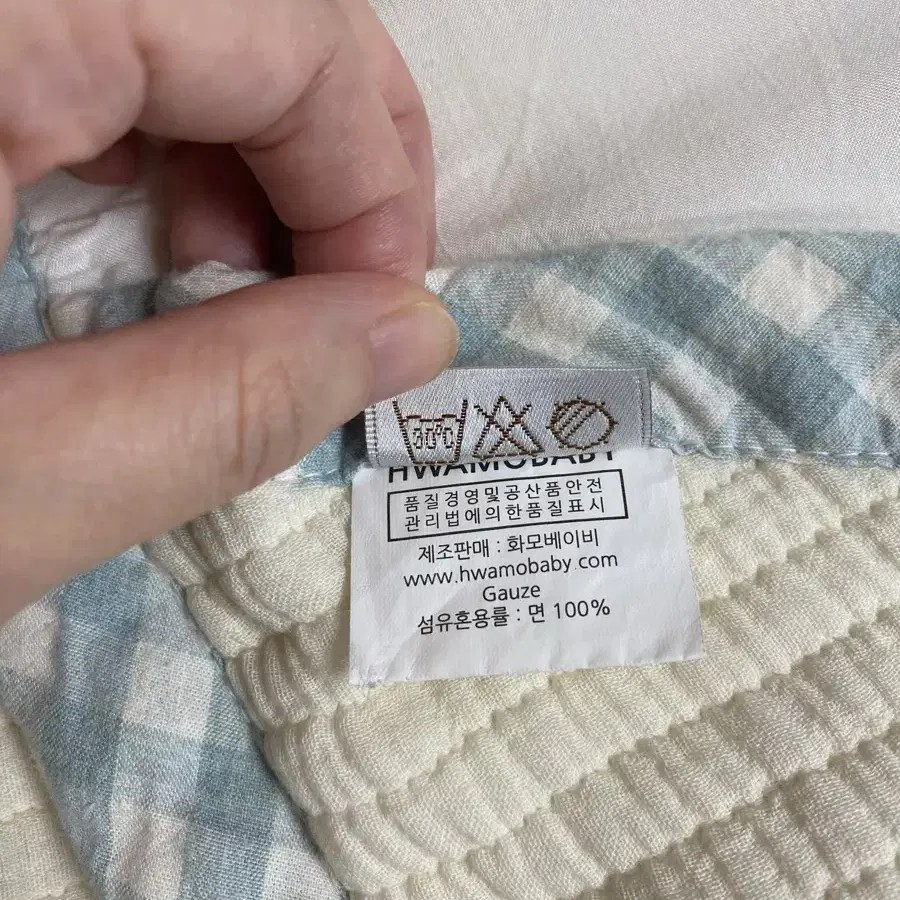 30℃
HWAMOBABY
품질경영및공산품안전
관리법에의한품질표시
제조판매 : 화모베이비
www.hwamobaby.com
Gauze
섬유혼용률 : 면 100%